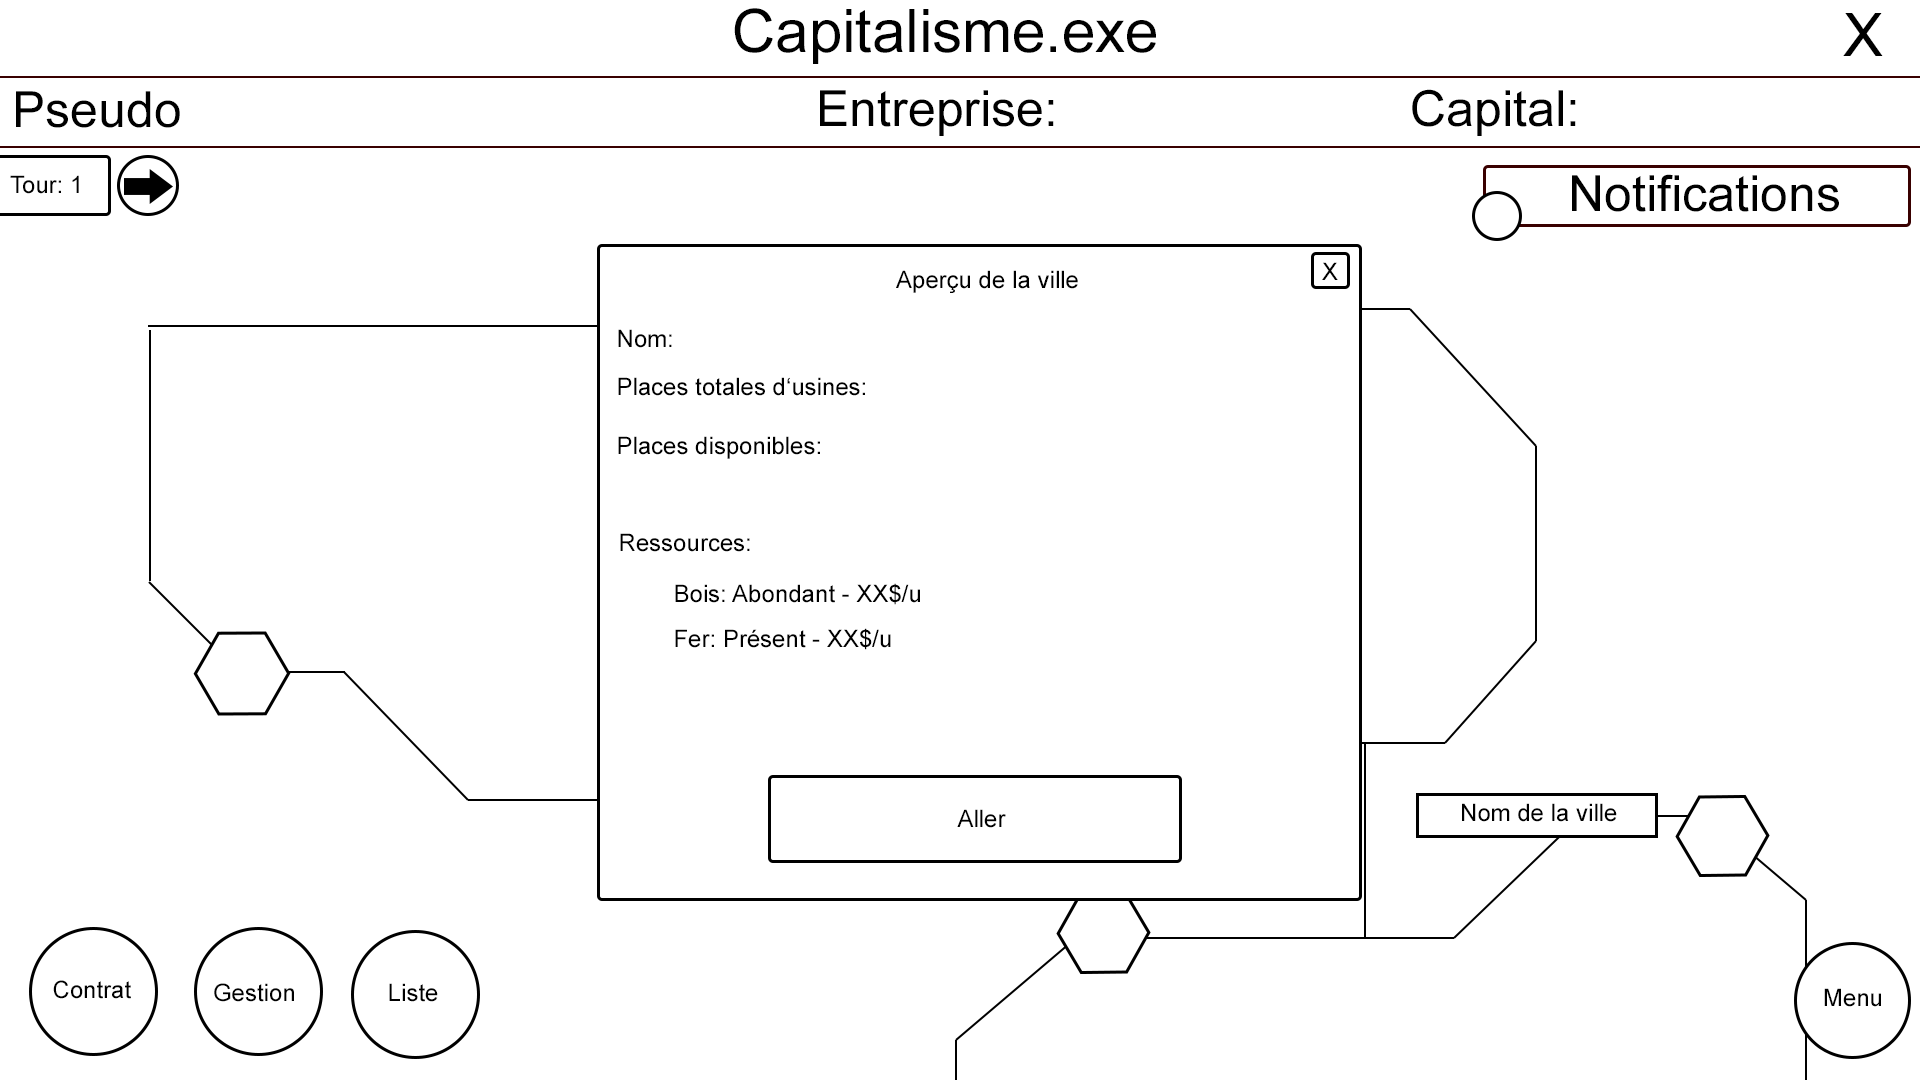 Capitalisme.exe
X
Pseudo
Entreprise:
Capital:
Tour: 1
Notifications
Aperçu de la ville
X
Nom:
Places totales d‘usines:
Places disponibles:
Ressources:
Bois: Abondant - XX$/u
Fer: Présent - XX$/u
Aller
Nom de la ville
Contrat
Gestion
Liste
Menu